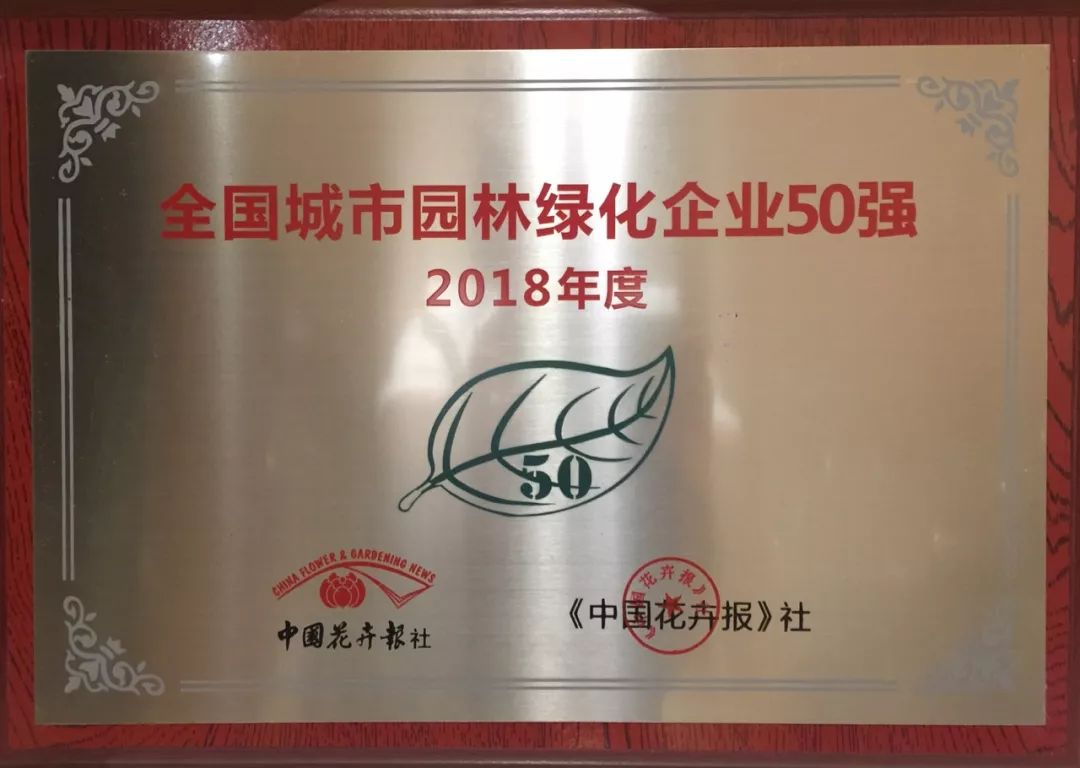 全国城市园林绿化企业50强
2018年度
50
CHINA FLOWER & GARDENING NEWS
中国花卉報社
《中国花卉报》社